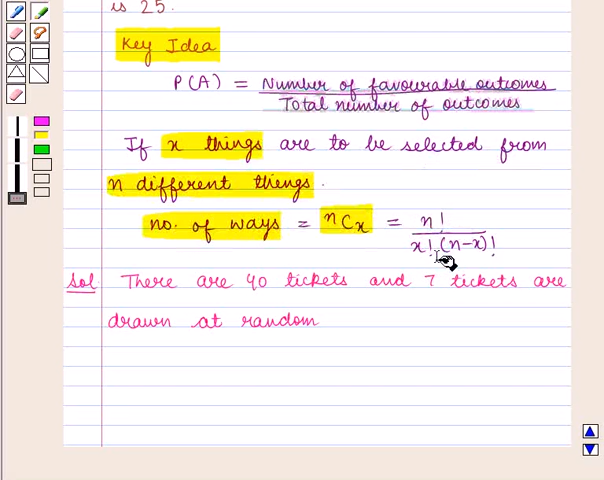 is 25.
Key Idea
P(A) = Number of favourable outcomes / Total number of outcomes
If x things are to be selected from
n different things.
no. of ways = ⁿCₓ = n! / x!(n-x)!
Sol. There are 40 tickets and 7 tickets are
drawn at random